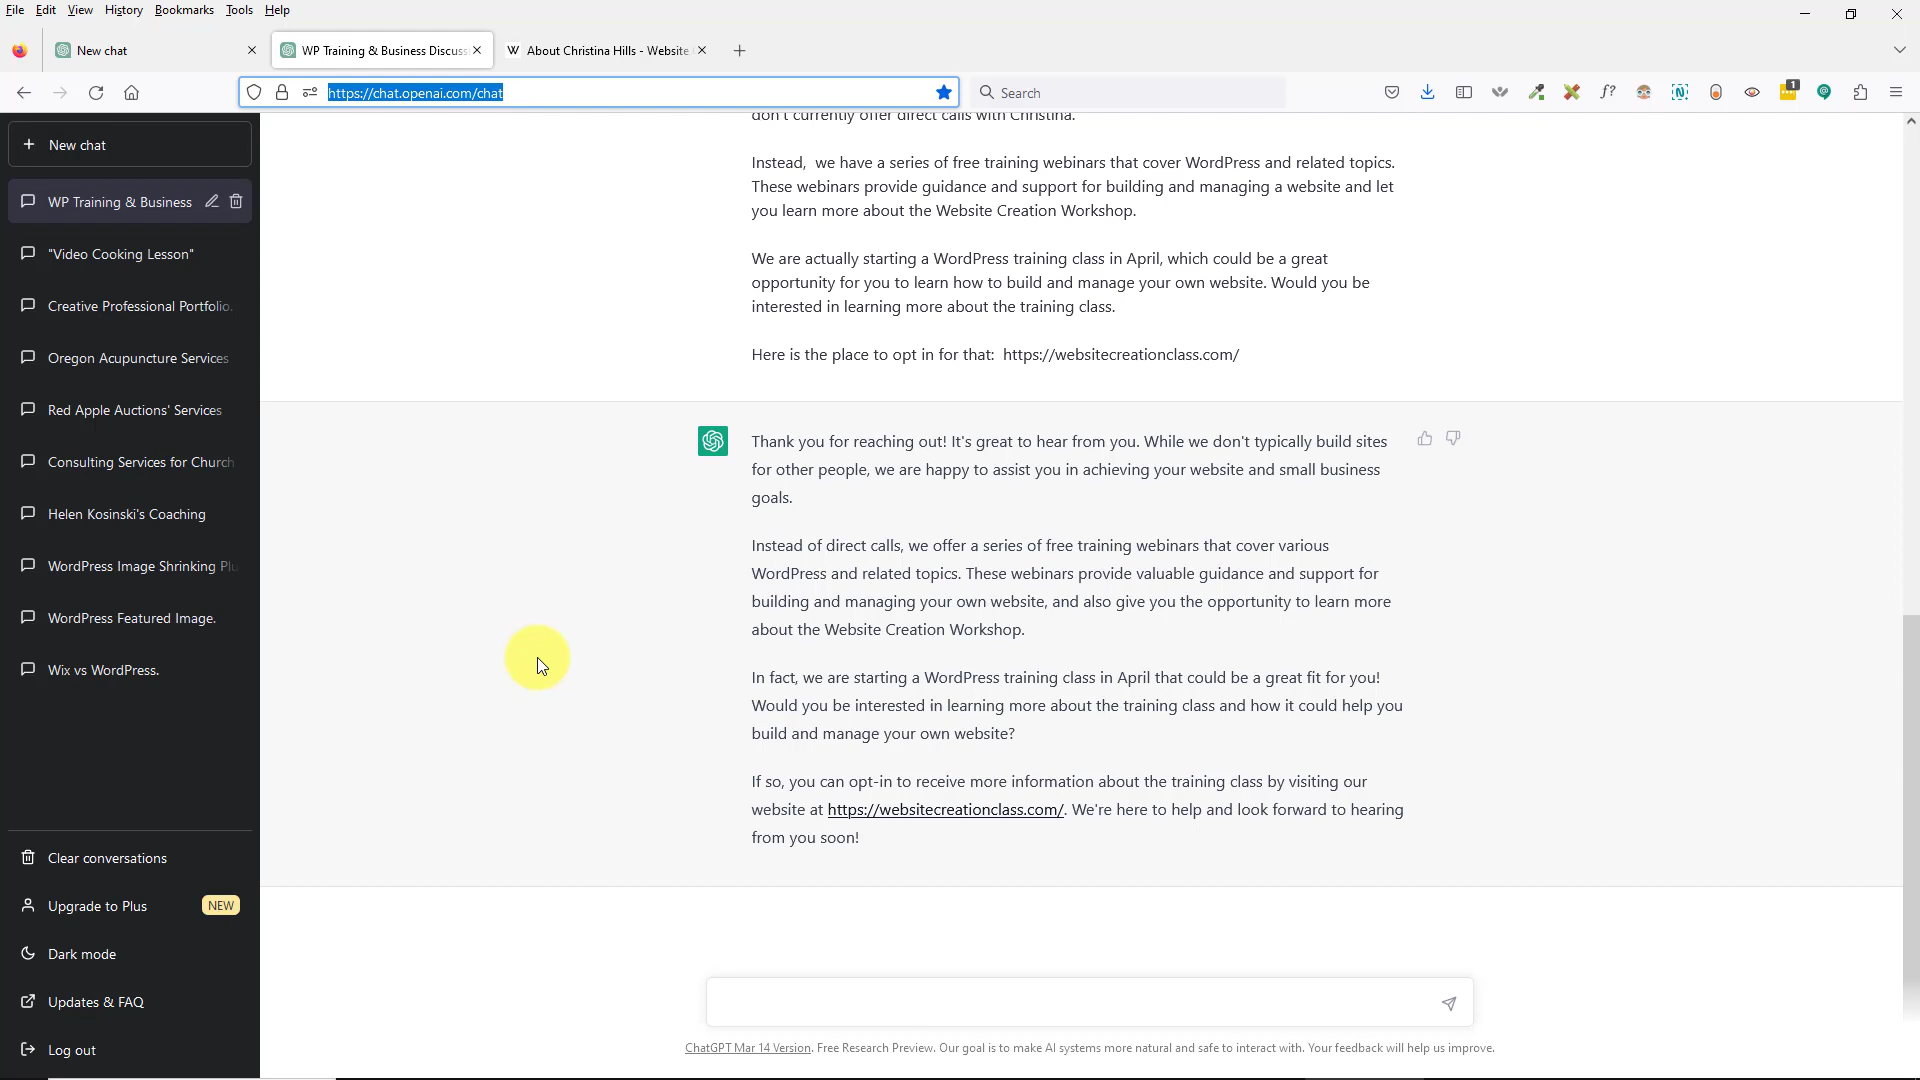 File Edit View History Bookmarks Tools Help
New chat
WP Training & Business Discuss
About Christina Hills - Website
https://chat.openai.com/chat
Search
1
New chat
WP Training & Business
"Video Cooking Lesson"
Creative Professional Portfolio.
Oregon Acupuncture Services
Red Apple Auctions' Services
Consulting Services for Church
Helen Kosinski's Coaching
WordPress Image Shrinking Plu
WordPress Featured Image.
Wix vs WordPress.
Clear conversations
Upgrade to Plus NEW
Dark mode
Updates & FAQ
Log out
don't currently offer direct calls with Christina.
Instead,  we have a series of free training webinars that cover WordPress and related topics.
These webinars provide guidance and support for building and managing a website and let
you learn more about the Website Creation Workshop.
We are actually starting a WordPress training class in April, which could be a great
opportunity for you to learn how to build and manage your own website. Would you be
interested in learning more about the training class.
Here is the place to opt in for that:  https://websitecreationclass.com/
Thank you for reaching out! It's great to hear from you. While we don't typically build sites
for other people, we are happy to assist you in achieving your website and small business
goals.
Instead of direct calls, we offer a series of free training webinars that cover various
WordPress and related topics. These webinars provide valuable guidance and support for
building and managing your own website, and also give you the opportunity to learn more
about the Website Creation Workshop.
In fact, we are starting a WordPress training class in April that could be a great fit for you!
Would you be interested in learning more about the training class and how it could help you
build and manage your own website?
If so, you can opt-in to receive more information about the training class by visiting our
website at https://websitecreationclass.com/. We're here to help and look forward to hearing
from you soon!
ChatGPT Mar 14 Version. Free Research Preview. Our goal is to make AI systems more natural and safe to interact with. Your feedback will help us improve.